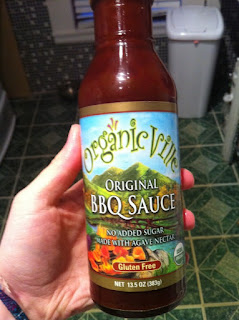 OrganicVille
ORIGINAL
BBQ SAUCE
NO ADDED SUGAR
MADE WITH AGAVE NECTAR
Gluten Free
NET 13.5 OZ (383g)